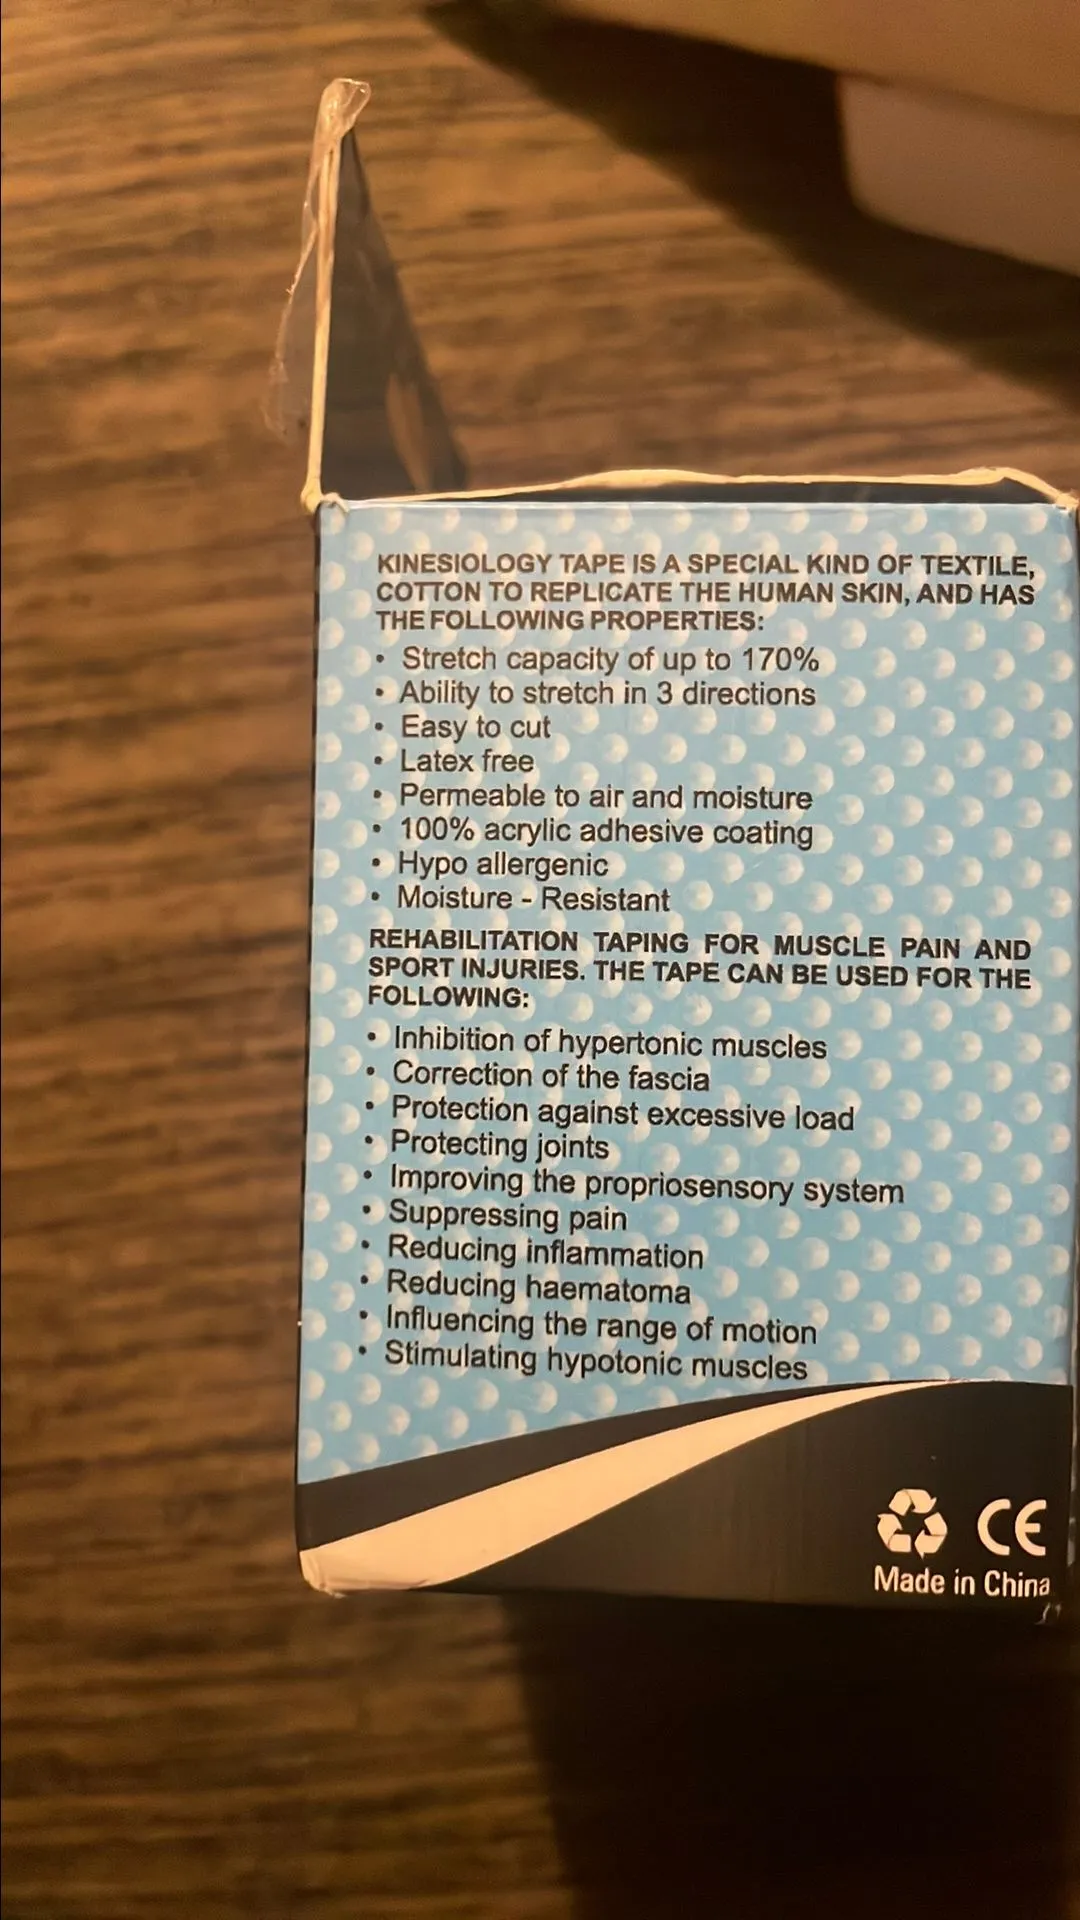 KINESIOLOGY TAPE IS A SPECIAL KIND OF TEXTILE,
COTTON TO REPLICATE THE HUMAN SKIN, AND HAS
THE FOLLOWING PROPERTIES:
• Stretch capacity of up to 170%
• Ability to stretch in 3 directions
• Easy to cut
• Latex free
• Permeable to air and moisture
• 100% acrylic adhesive coating
• Hypo allergenic
• Moisture - Resistant
REHABILITATION TAPING FOR MUSCLE PAIN AND
SPORT INJURIES. THE TAPE CAN BE USED FOR THE
FOLLOWING:
• Inhibition of hypertonic muscles
• Correction of the fascia
• Protection against excessive load
• Protecting joints
• Improving the propriosensory system
• Suppressing pain
• Reducing inflammation
• Reducing haematoma
• Influencing the range of motion
• Stimulating hypotonic muscles
CE
Made in China